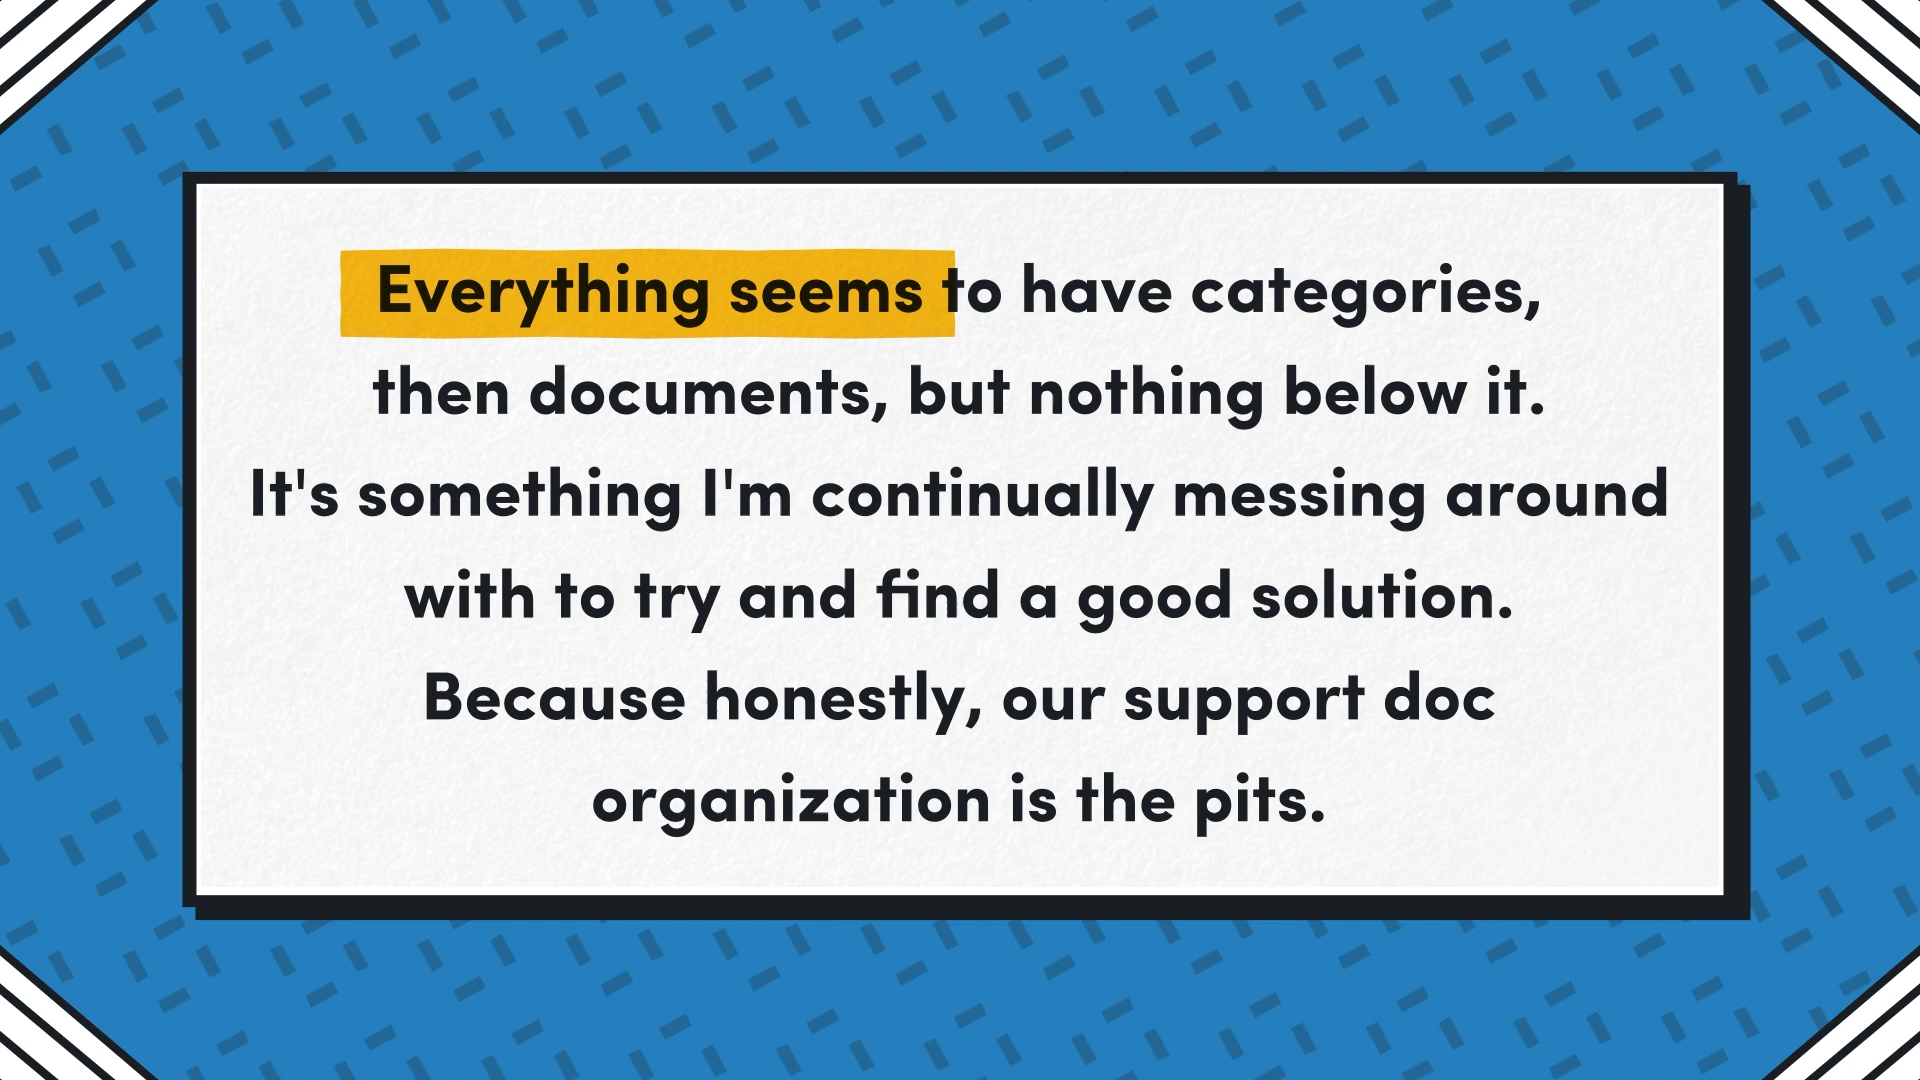 Everything seems to have categories,
then documents, but nothing below it.
It's something I'm continually messing around
with to try and find a good solution.
Because honestly, our support doc
organization is the pits.